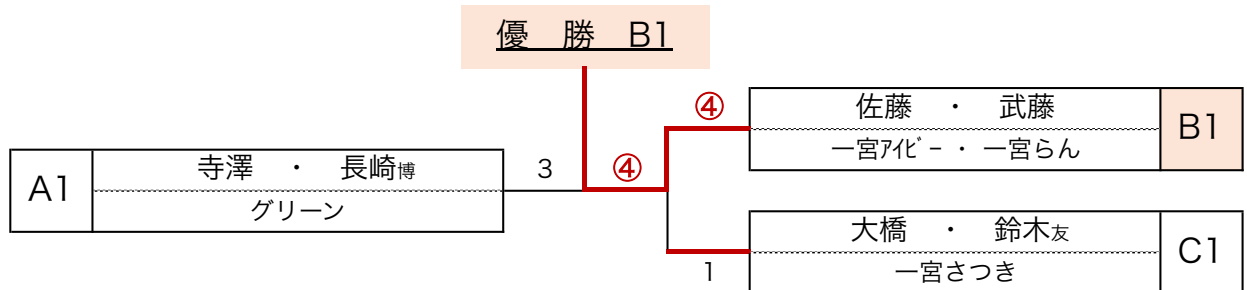 優　勝　B1
④
佐藤　・　武藤
B1
一宮ｱｲﾋﾞｰ ・ 一宮らん
A1
寺澤　・　長崎博
グリーン
3
④
大橋　・　鈴木友
C1
一宮さつき
1